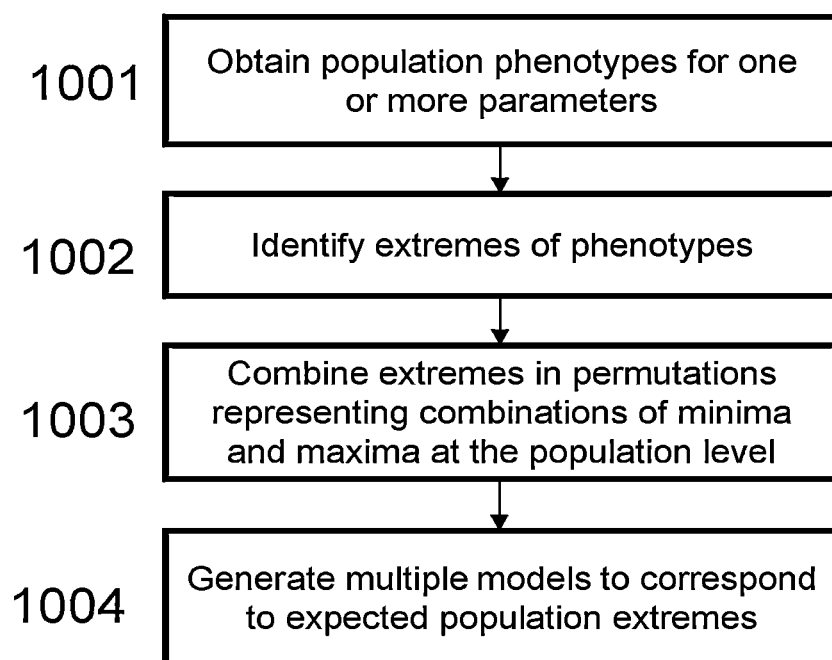 1001
Obtain population phenotypes for one
or more parameters
1002
Identify extremes of phenotypes
1003
Combine extremes in permutations
representing combinations of minima
and maxima at the population level
1004
Generate multiple models to correspond
to expected population extremes